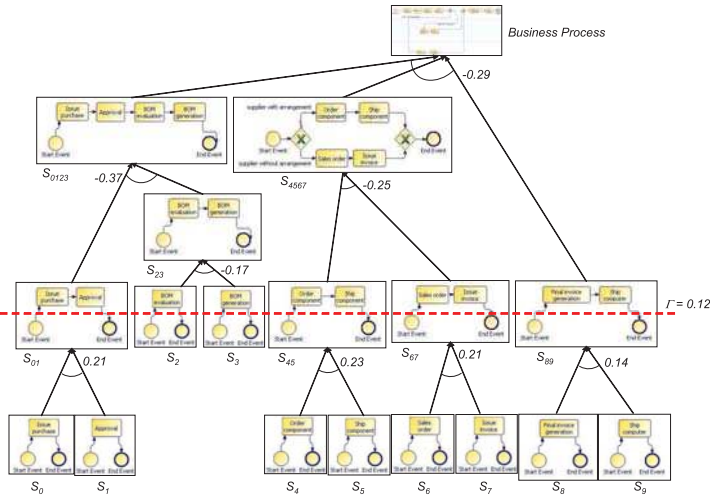 Business Process
-0.29
Issue purchase
Approval
BOM evaluation
BOM generation
Start Event
End Event
S0123
supplier with arrangement
Order component
Ship component
Start Event
End Event
Sales order
Issue invoice
supplier without arrangement
S4567
-0.37
-0.25
BOM evaluation
BOM generation
Start Event
End Event
S23
-0.17
Issue purchase
Approval
Start Event
End Event
S01
BOM evaluation
Start Event
End Event
S2
BOM generation
Start Event
End Event
S3
Order component
Ship component
Start Event
End Event
S45
Sales order
Issue invoice
Start Event
End Event
S67
Final invoice generation
Ship computer
Start Event
End Event
S89
Γ = 0.12
0.21
0.23
-0.21
0.14
Issue purchase
Start Event
End Event
S0
Approval
Start Event
End Event
S1
Order component
Start Event
End Event
S4
Ship component
Start Event
End Event
S5
Sales order
Start Event
End Event
S6
Issue invoice
Start Event
End Event
S7
Final invoice generation
Start Event
End Event
S8
Ship computer
Start Event
End Event
S9